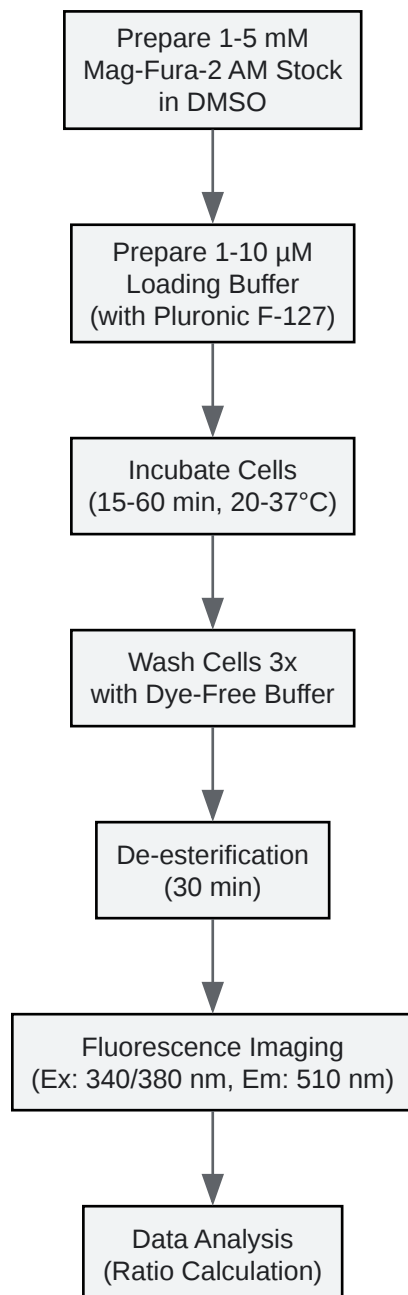 Prepare 1-5 mM
Mag-Fura-2 AM Stock
in DMSO
Prepare 1-10 µM
Loading Buffer
(with Pluronic F-127)
Incubate Cells
(15-60 min, 20-37°C)
Wash Cells 3x
with Dye-Free Buffer
De-esterification
(30 min)
Fluorescence Imaging
(Ex: 340/380 nm, Em: 510 nm)
Data Analysis
(Ratio Calculation)